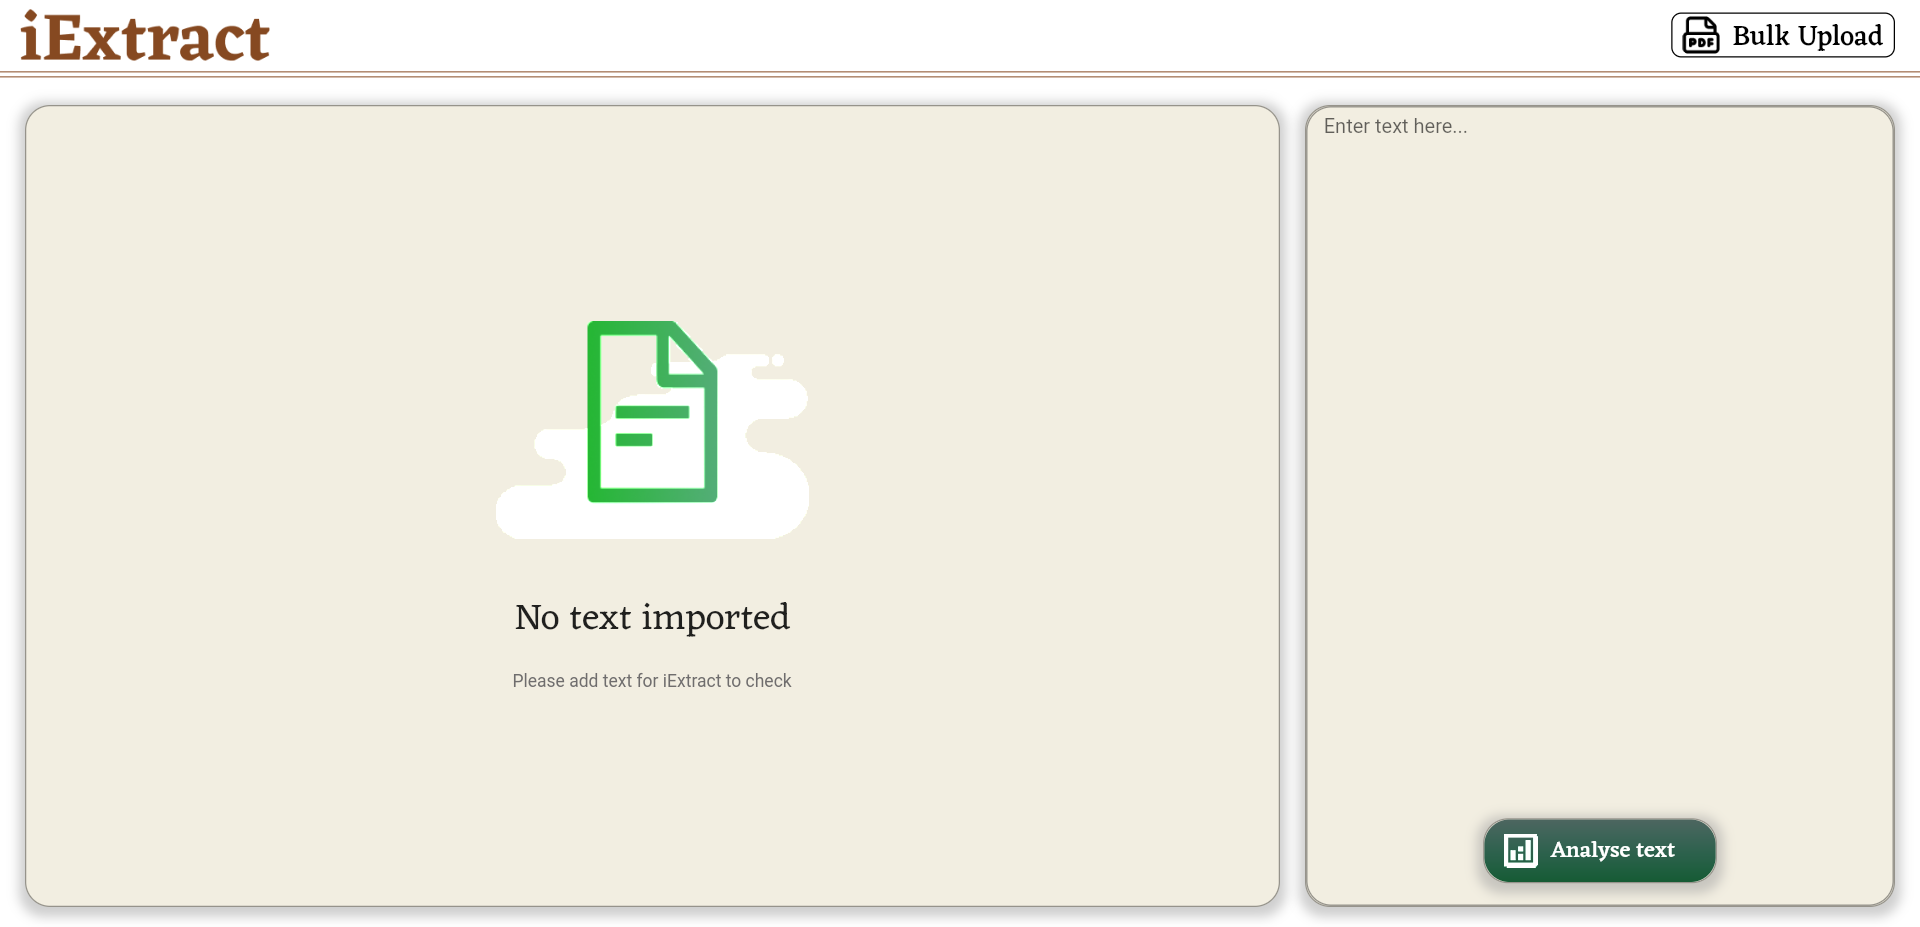 iExtract
PDF Bulk Upload
Enter text here...
No text imported
Please add text for iExtract to check
Analyse text